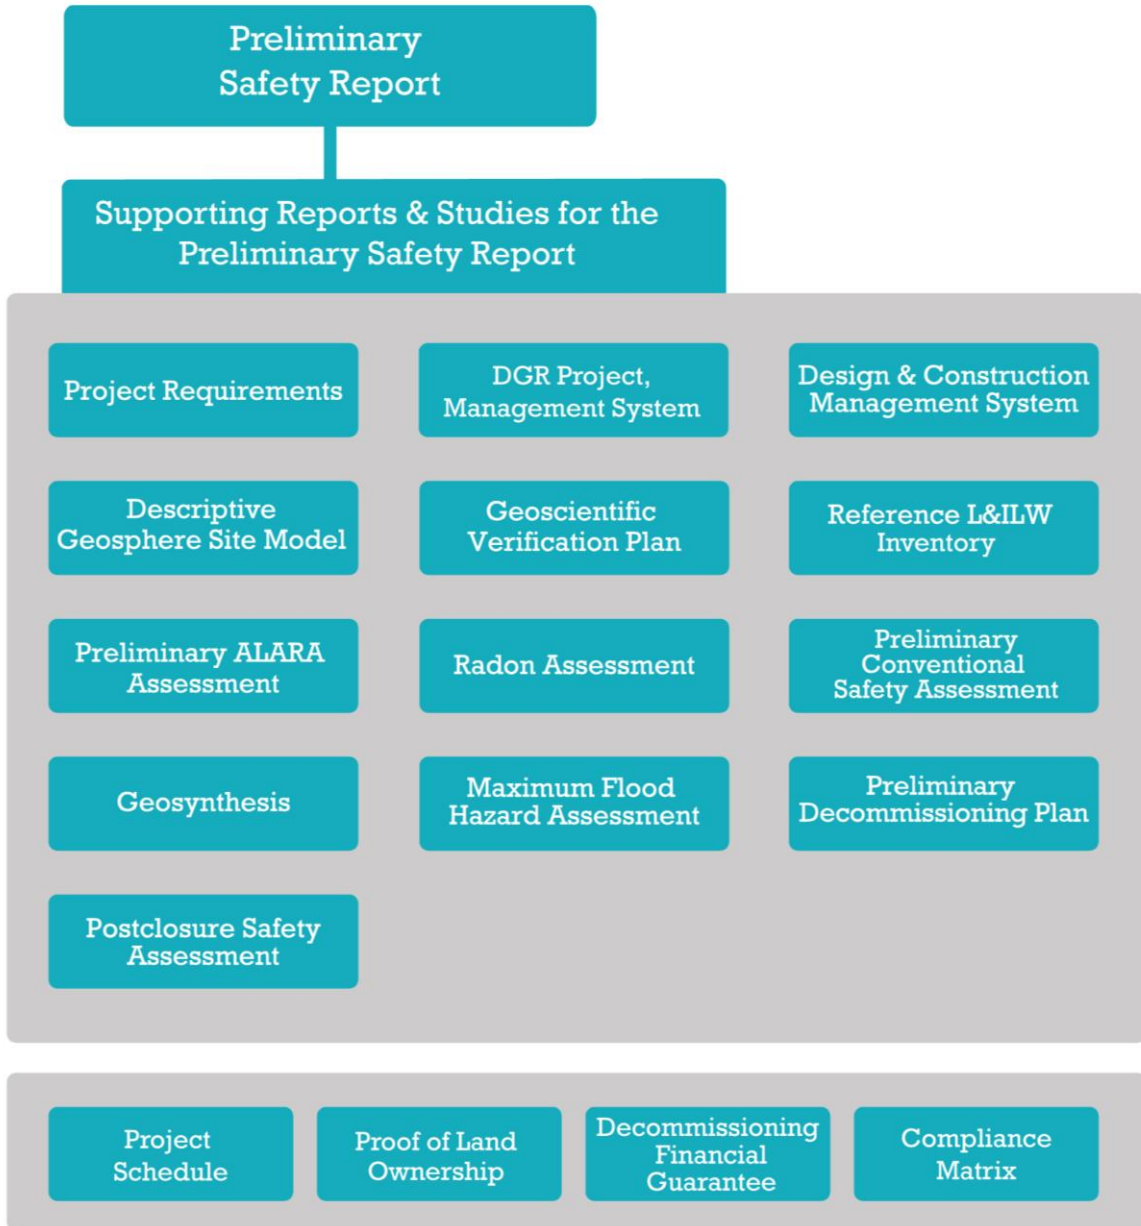 Preliminary
Safety Report
Supporting Reports & Studies for the
Preliminary Safety Report
Project Requirements
DGR Project,
Management System
Design & Construction
Management System
Descriptive
Geosphere Site Model
Geoscientific
Verification Plan
Reference L&ILW
Inventory
Preliminary ALARA
Assessment
Radon Assessment
Preliminary
Conventional
Safety Assessment
Geosynthesis
Maximum Flood
Hazard Assessment
Preliminary
Decommissioning Plan
Postclosure Safety
Assessment
Project
Schedule
Proof of Land
Ownership
Decommissioning
Financial
Guarantee
Compliance
Matrix